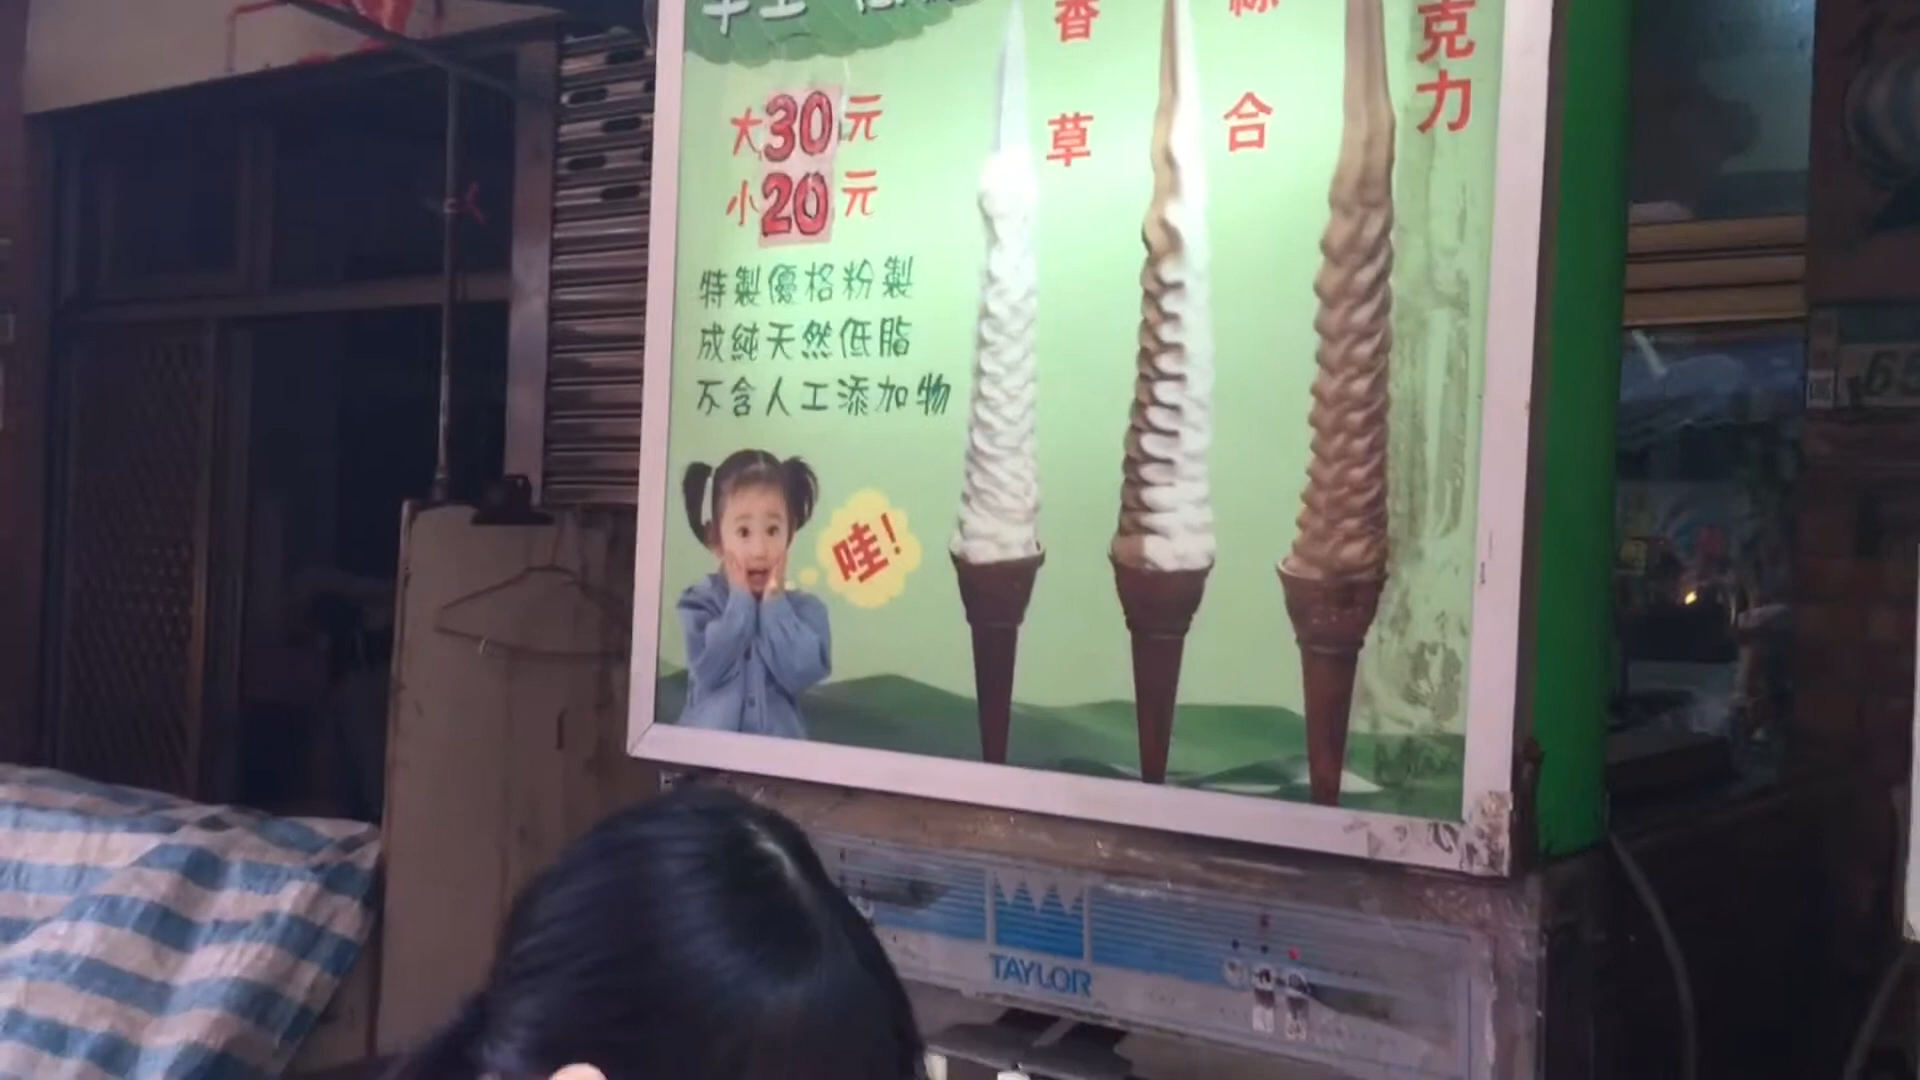 香草
綜合
克力
大30元
小20元
特製優格粉製
成純天然低脂
不含人工添加物
哇!
TAYLOR